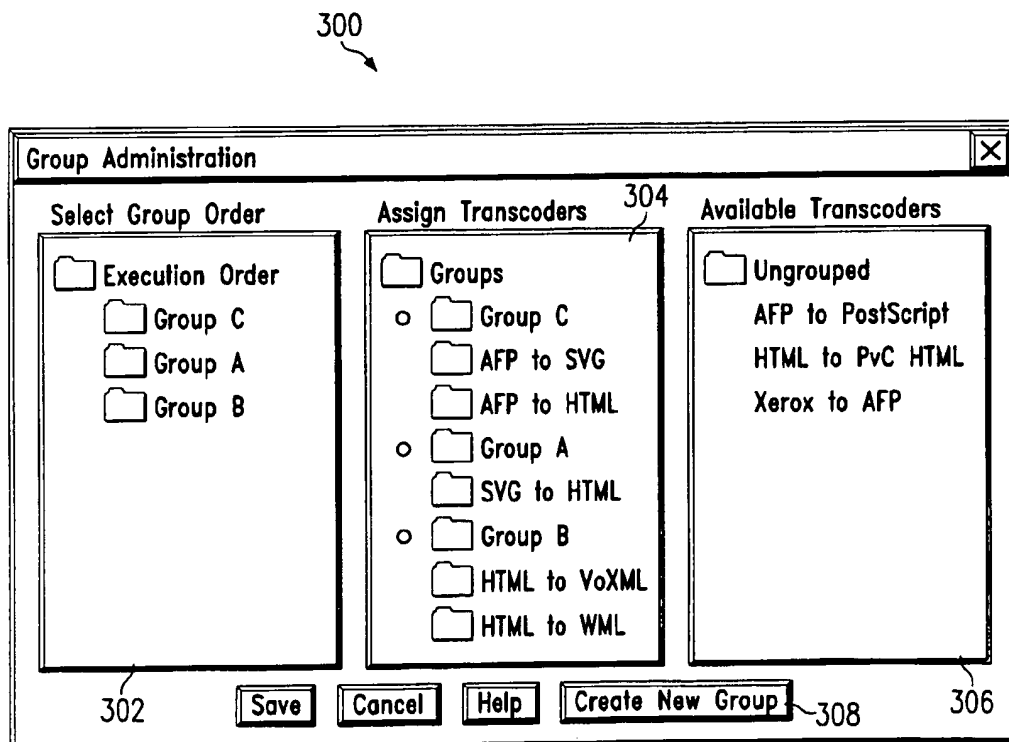 300
Group Administration
Select Group Order
Execution Order
Group C
Group A
Group B
302
Assign Transcoders
304
Groups
Group C
AFP to SVG
AFP to HTML
Group A
SVG to HTML
Group B
HTML to VoXML
HTML to WML
Available Transcoders
Ungrouped
AFP to PostScript
HTML to PvC HTML
Xerox to AFP
306
Save
Cancel
Help
Create New Group
308